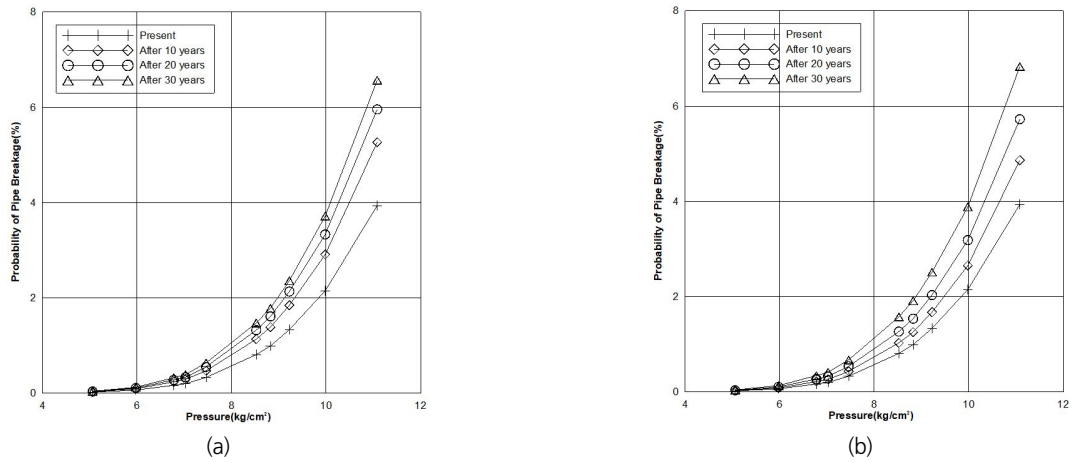 8
Present
After 10 years
After 20 years
After 30 years
6
4
2
0
Probability of Pipe Breakage(%)
4 6 8 10 12
Pressure(kg/cm²)
(a)
8
Present
After 10 years
After 20 years
After 30 years
6
4
2
0
Probability of Pipe Breakage(%)
4 6 8 10 12
Pressure(kg/cm²)
(b)